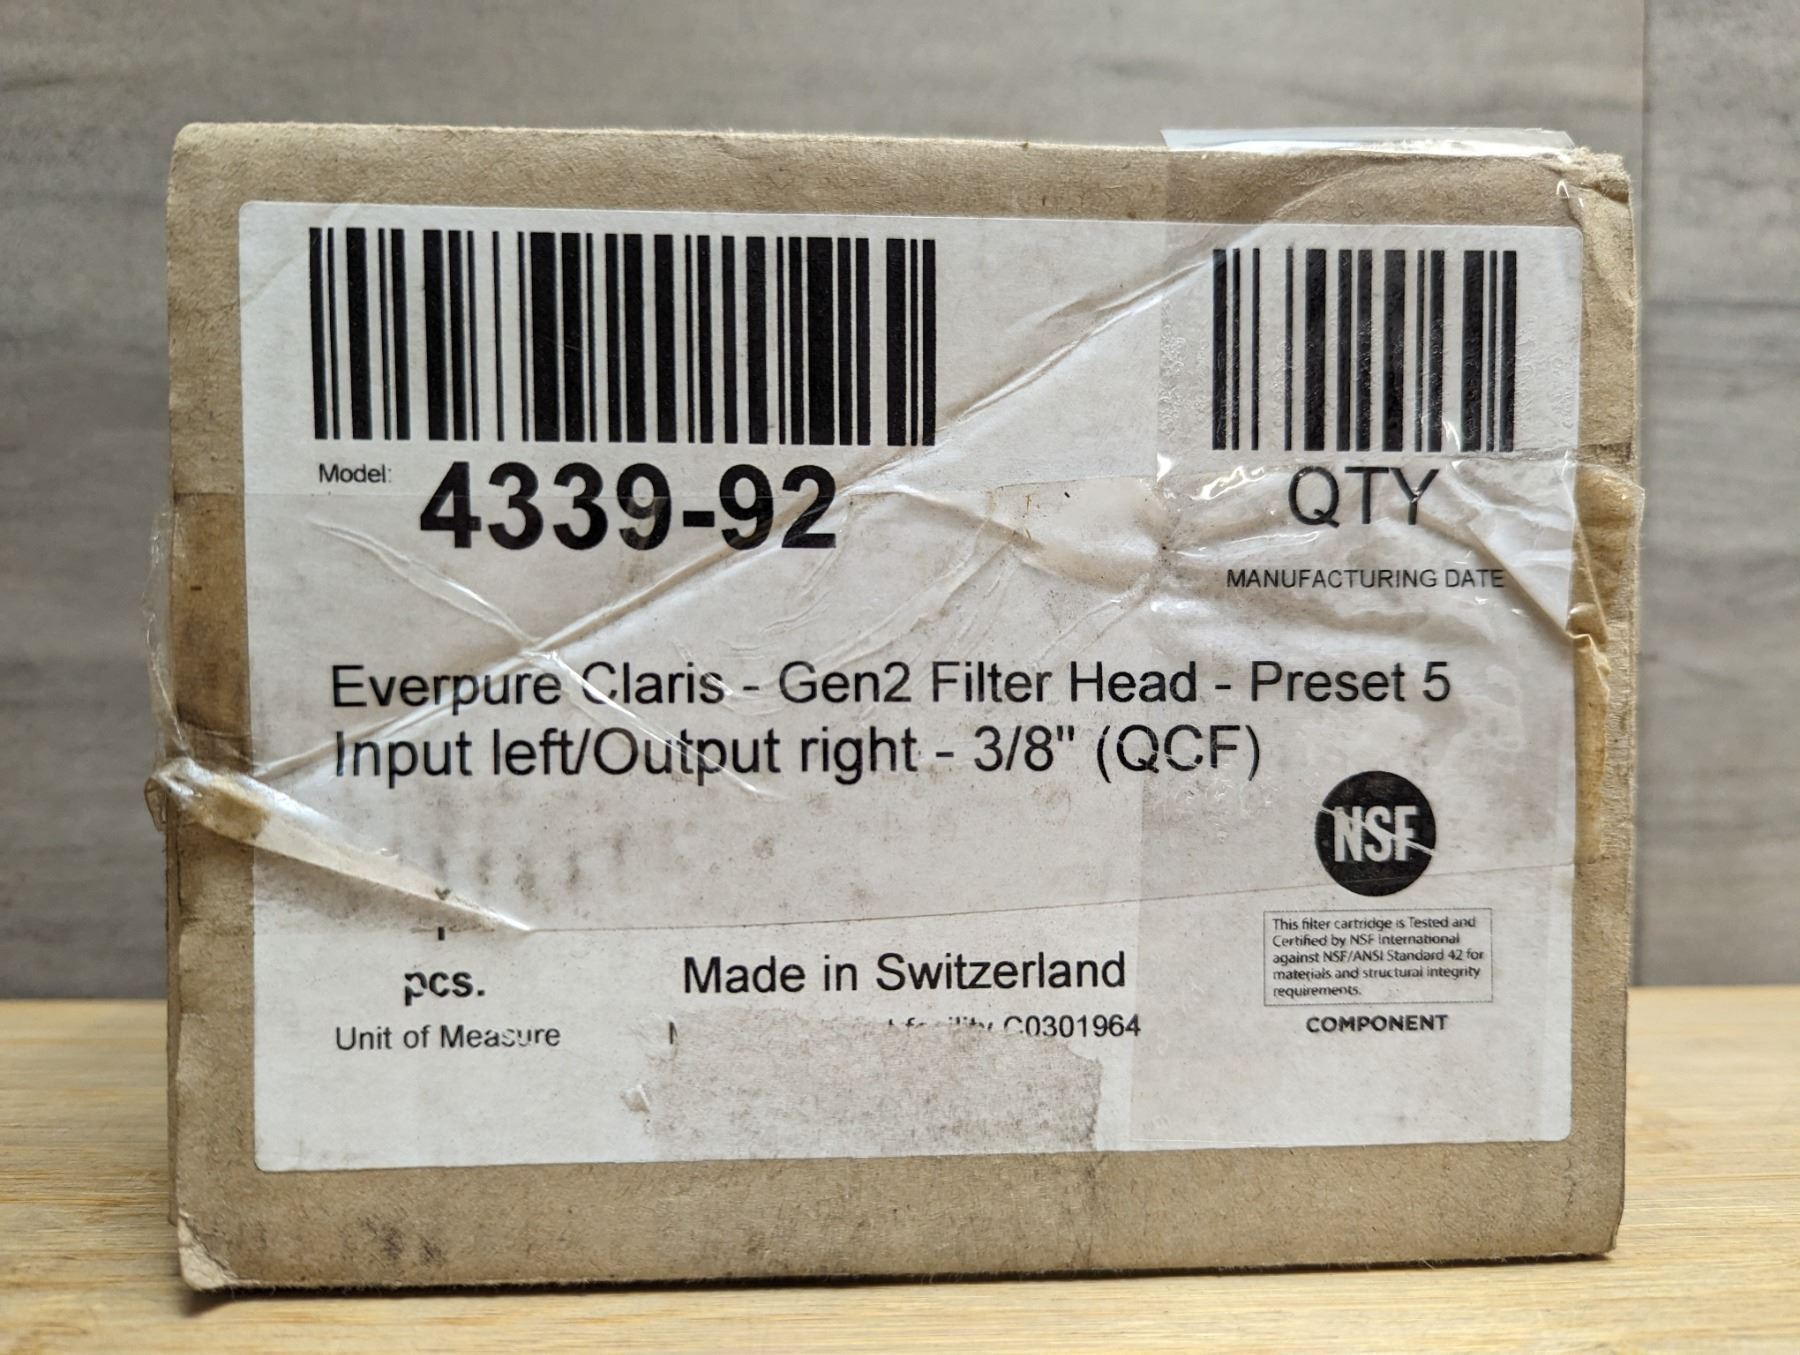 Model: 4339-92
QTY
MANUFACTURING DATE
Everpure Claris - Gen2 Filter Head - Preset 5
Input left/Output right - 3/8" (QCF)
NSF
This filter cartridge is Tested and
Certified by NSF International
against NSF/ANSI Standard 42 for
materials and structural integrity
requirements.
COMPONENT
pcs.
Unit of Measure
Made in Switzerland
facility C0301964